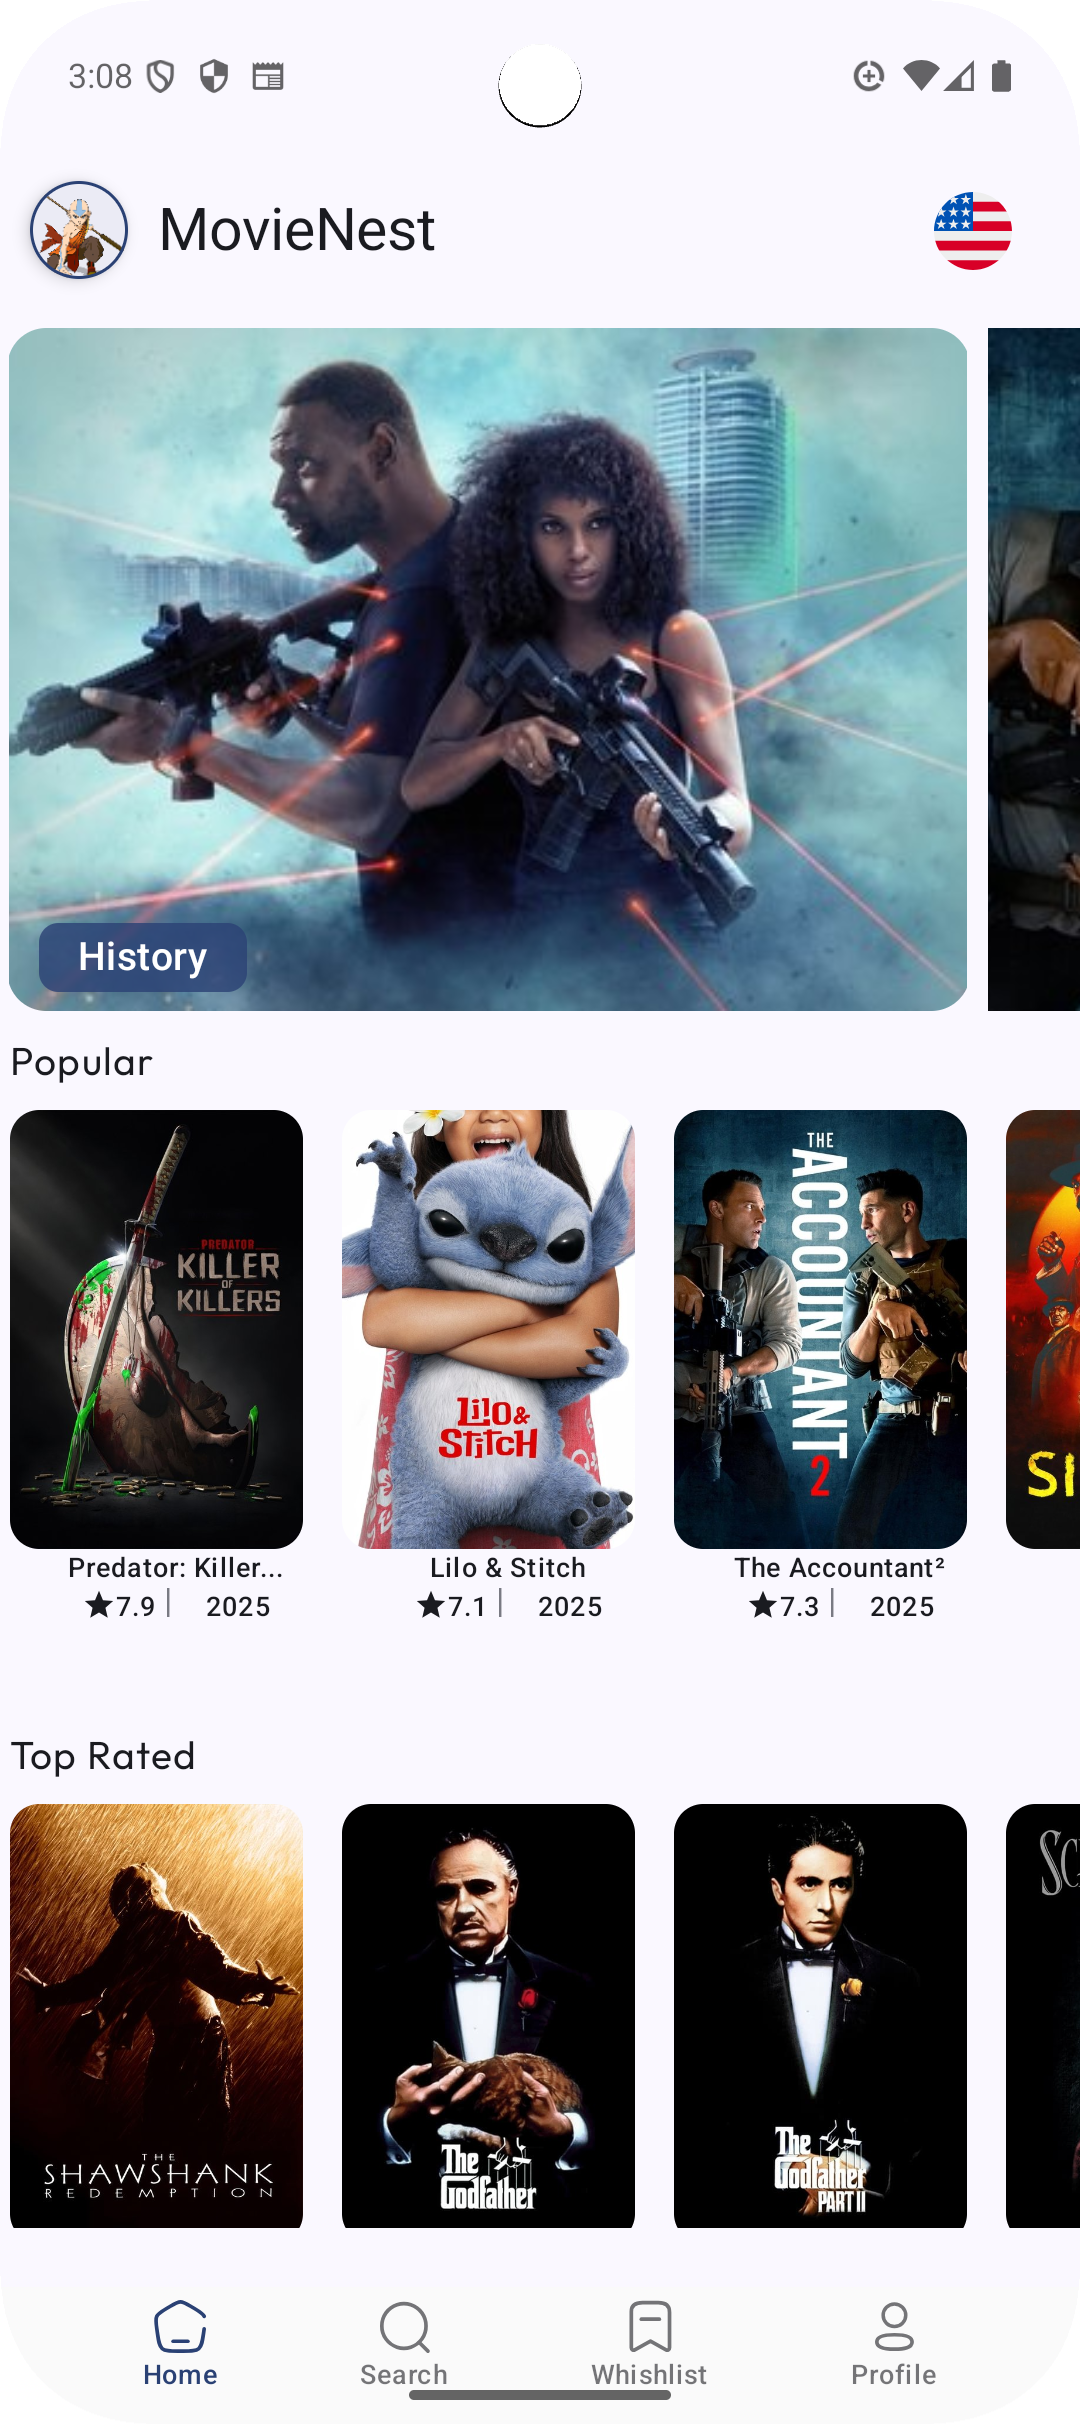 3:08
MovieNest
History
Popular
PREDATOR
KILLER
OF
KILLERS
Lilo &
Stitch
THE
ACCOUNTANT
2
SI
Predator: Killer...
Lilo & Stitch
The Accountant²
7.9 | 2025
7.1 | 2025
7.3 | 2025
Top Rated
THE
SHAWSHANK
REDEMPTION
The
Godfather
The
Godfather
PART II
SC
Home
Search
Whishlist
Profile